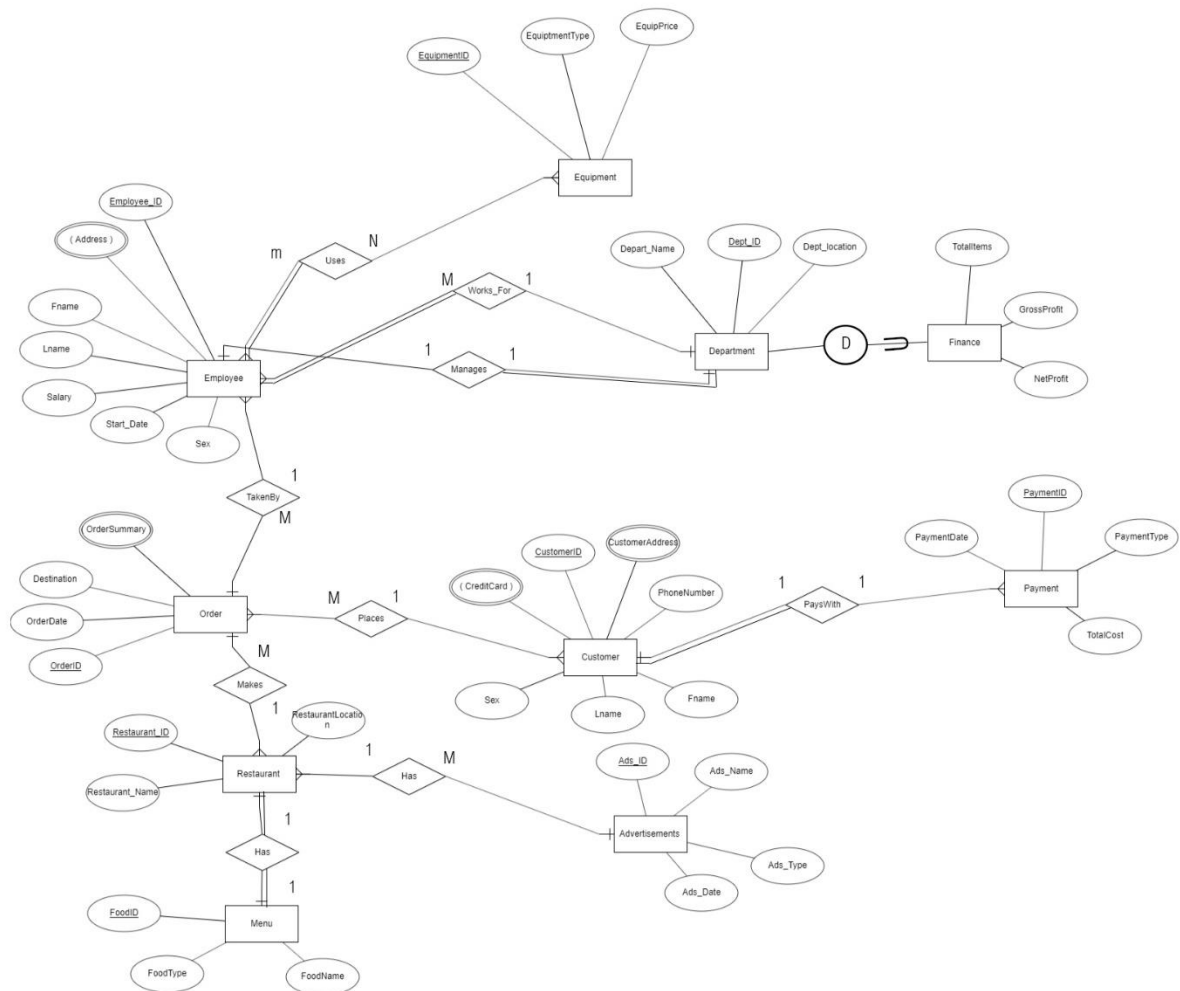 EquipPrice
EquiptmentType
EquipmentID
Equipment
Employee_ID
( Address )
m
Uses
N
Depart_Name
Dept_ID
Dept_location
TotalItems
M
Works_For
1
Fname
GrossProfit
Lname
D
Finance
Department
1
Manages
1
Employee
NetProfit
Salary
Start_Date
Sex
1
TakenBy
M
PaymentID
OrderSummary
CustomerID
CustomerAddress
PaymentDate
PaymentType
Destination
( CreditCard )
PhoneNumber
M
1
1
1
Payment
Order
OrderDate
Places
PaysWith
TotalCost
OrderID
M
Customer
Makes
Sex
Fname
1
Lname
RestaurantLocatio
n
Restaurant_ID
1
M
Restaurant
Has
Ads_ID
Ads_Name
Restaurant_Name
1
Advertisements
Has
Ads_Type
1
Ads_Date
FoodID
Menu
FoodType
FoodName